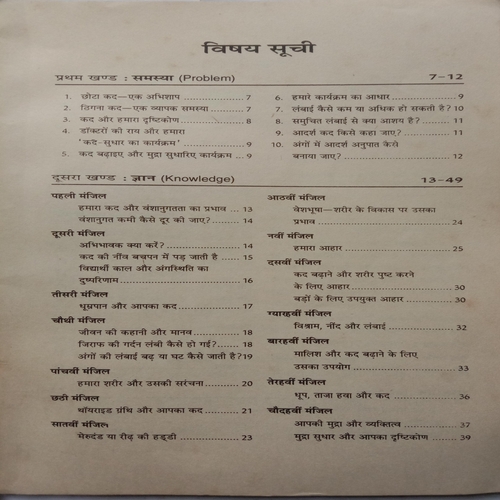 विषय सूची
प्रथम खण्ड : समस्या (Problem) 7–12
1. छोटा कद—एक अभिशाप 7
2. ठिगना कद—एक व्यापक समस्या 7
3. कद और हमारा दृष्टिकोण 8
4. डॉक्टरों की राय और हमारा
'कद-सुधार का कार्यक्रम' 9
5. कद बढ़ाइए और मुद्रा सुधारिए कार्यक्रम 9
6. हमारे कार्यक्रम का आधार 9
7. लंबाई कैसे कम या अधिक हो सकती है? 10
8. समुचित लंबाई से क्या आशय है? 11
9. आदर्श कद किसे कहा जाए? 11
10. अंगों में आदर्श अनुपात कैसे
बनाया जाए? 12
दूसरा खण्ड : ज्ञान (Knowledge) 13–49
पहली मंजिल
हमारा कद और वंशानुगतता का प्रभाव 13
वंशानुगत कमी कैसे दूर की जाए? 14
दूसरी मंजिल
अभिभावक क्या करें? 14
कद की नींव बचपन में पड़ जाती है 15
विद्यार्थी काल और अंगस्थिति का
दुष्परिणाम 16
तीसरी मंजिल
धूम्रपान और आपका कद 17
चौथी मंजिल
जीवन की कहानी और मानव 18
जिराफ की गर्दन लंबी कैसे हो गई? 18
अंगों की लंबाई बढ़ या घट कैसे जाती है? 19
पांचवीं मंजिल
हमारा शरीर और उसकी सरंचना 20
छठी मंजिल
थॉयराइड ग्रंथि और आपका कद 21
सातवीं मंजिल
मेरुदंड या रीढ़ की हड्डी 23
आठवीं मंजिल
वेशभूषा—शरीर के विकास पर उसका
प्रभाव 24
नवीं मंजिल
हमारा आहार 25
दसवीं मंजिल
कद बढ़ाने और शरीर पुष्ट करने
के लिए आहार 30
बड़ों के लिए उपयुक्त आहार 30
ग्यारहवीं मंजिल
विश्राम, नींद और लंबाई 32
बारहवीं मंजिल
मालिश और कद बढ़ाने के लिए
उसका उपयोग 33
तेरहवीं मंजिल
धूप, ताजा हवा और कद 36
चौदहवीं मंजिल
आपकी मुद्रा और व्यक्तित्व 37
मुद्रा सुधार और आपका दृष्टिकोण 39